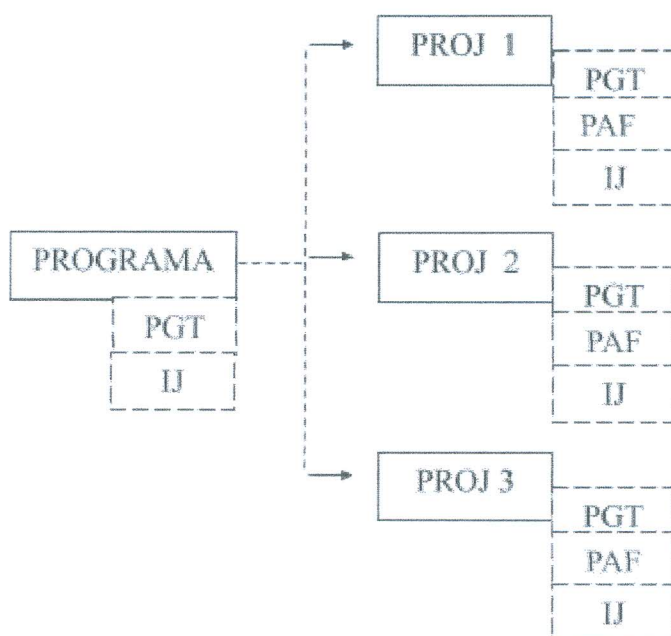 PROJ 1
PGT
PAF
IJ
PROGRAMA
PGT
IJ
PROJ 2
PGT
PAF
IJ
PROJ 3
PGT
PAF
IJ